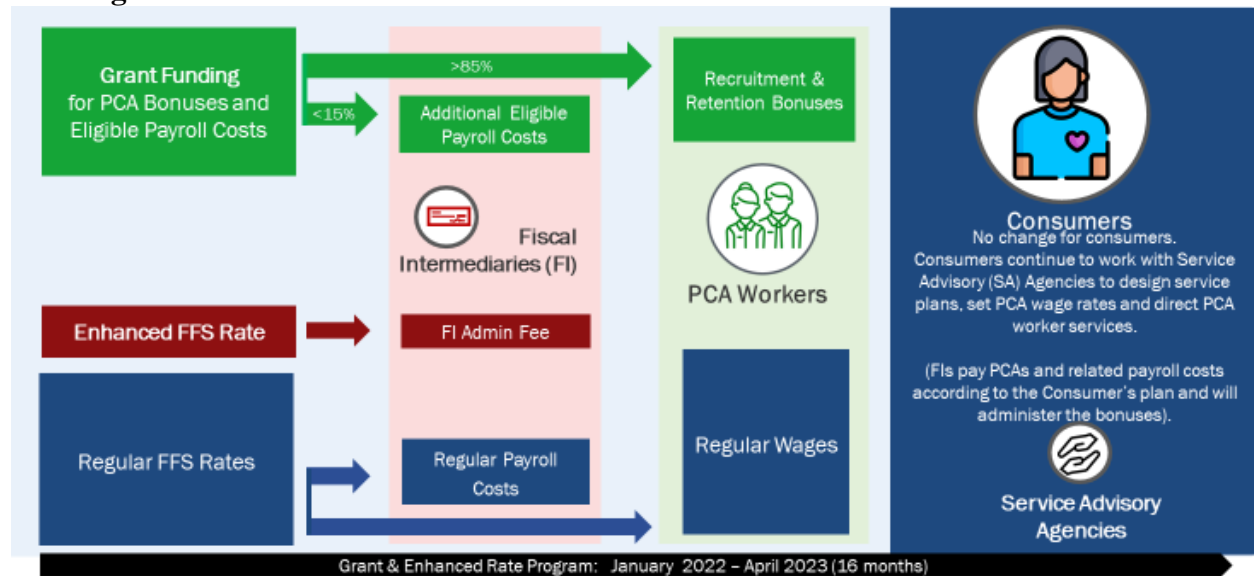 Grant Funding
for PCA Bonuses and
Eligible Payroll Costs
>85%
<15%
Additional Eligible
Payroll Costs
Recruitment &
Retention Bonuses
Fiscal
Intermediaries (FI)
PCA Workers
Enhanced FFS Rate
FI Admin Fee
Regular FFS Rates
Regular Payroll
Costs
Regular Wages
Consumers
No change for consumers.
Consumers continue to work with Service
Advisory (SA) Agencies to design service
plans, set PCA wage rates and direct PCA
worker services.
(FIs pay PCAs and related payroll costs
according to the Consumer's plan and will
administer the bonuses).
Service Advisory
Agencies
Grant & Enhanced Rate Program: January 2022 – April 2023 (16 months)